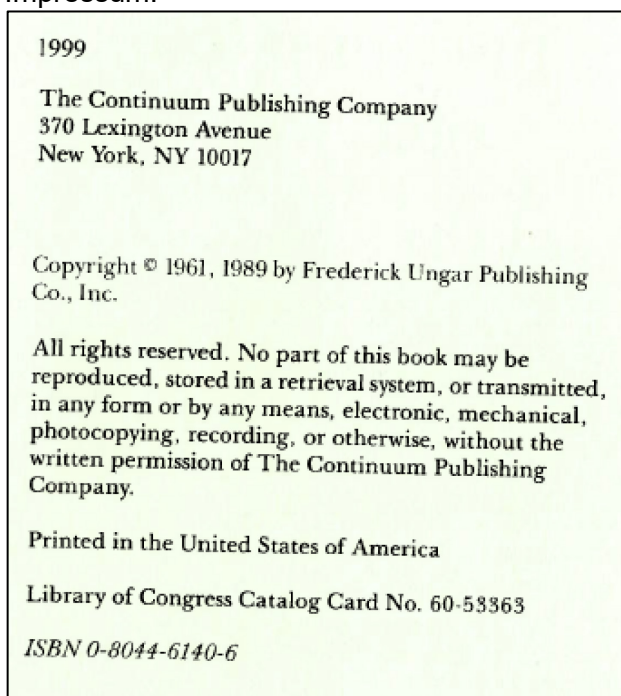 Impressum:
1999
The Continuum Publishing Company
370 Lexington Avenue
New York, NY 10017
Copyright © 1961, 1989 by Frederick Ungar Publishing
Co., Inc.
All rights reserved. No part of this book may be
reproduced, stored in a retrieval system, or transmitted,
in any form or by any means, electronic, mechanical,
photocopying, recording, or otherwise, without the
written permission of The Continuum Publishing
Company.
Printed in the United States of America
Library of Congress Catalog Card No. 60-53363
ISBN 0-8044-6140-6